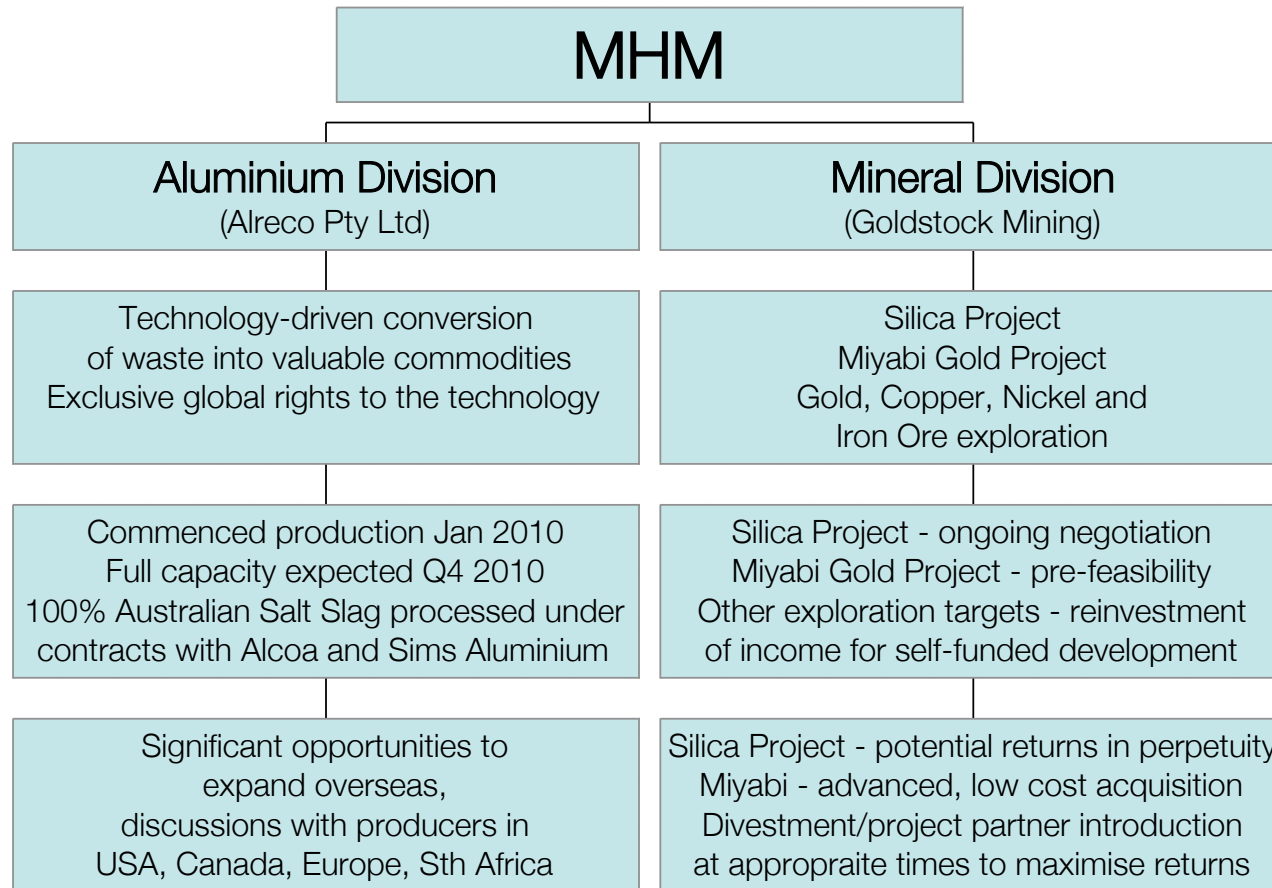 MHM
Aluminium Division
(Alreco Pty Ltd)
Technology-driven conversion
of waste into valuable commodities
Exclusive global rights to the technology
Commenced production Jan 2010
Full capacity expected Q4 2010
100% Australian Salt Slag processed under
contracts with Alcoa and Sims Aluminium
Significant opportunities to
expand overseas,
discussions with producers in
USA, Canada, Europe, Sth Africa
Mineral Division
(Goldstock Mining)
Silica Project
Miyabi Gold Project
Gold, Copper, Nickel and
Iron Ore exploration
Silica Project - ongoing negotiation
Miyabi Gold Project - pre-feasibility
Other exploration targets - reinvestment
of income for self-funded development
Silica Project - potential returns in perpetuity
Miyabi - advanced, low cost acquisition
Divestment/project partner introduction
at appropraite times to maximise returns